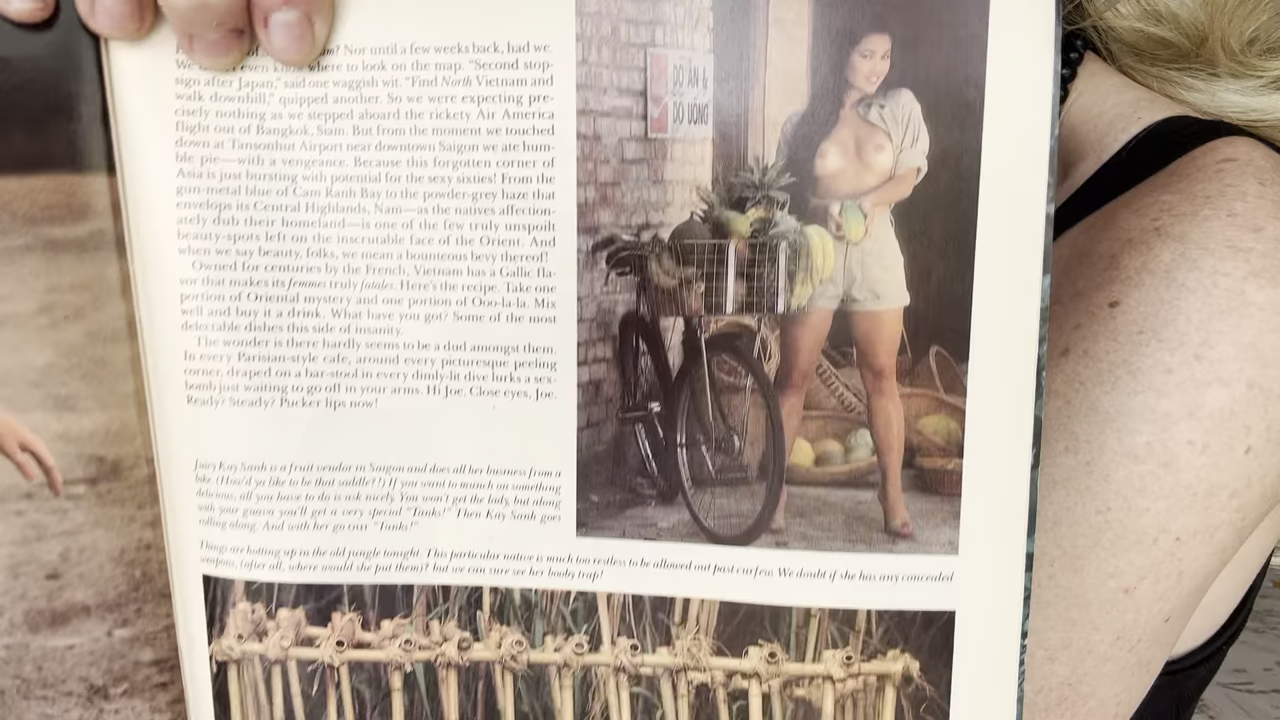 of a        am? Nor until a few weeks back, had we.
We        even know where to look on the map. "Second stop-
sign after Japan," said one waggish wit. "Find North Vietnam and
walk downhill," quipped another. So we were expecting pre-
cisely nothing as we stepped aboard the rickety Air America
flight out of Bangkok, Siam. But from the moment we touched
down at Tansonhut Airport near downtown Saigon we ate hum-
ble pie—with a vengeance. Because this forgotten corner of
Asia is just bursting with potential for the sexy sixties! From the
gun-metal blue of Cam Ranh Bay to the powder-grey haze that
envelops its Central Highlands, Nam—as the natives affection-
ately dub their homeland—is one of the few truly unspoilt
beauty-spots left on the inscrutable face of the Orient. And
when we say beauty, folks, we mean a bounteous bevy thereof!
Owned for centuries by the French, Vietnam has a Gallic fla-
vor that makes its femmes truly fatales. Here's the recipe. Take one
portion of Oriental mystery and one portion of Ooo-la-la. Mix
well and buy it a drink. What have you got? Some of the most
delectable dishes this side of insanity.
The wonder is there hardly seems to be a dud amongst them.
In every Parisian-style cafe, around every picturesque peeling
corner, draped on a bar-stool in every dimly-lit dive lurks a sex-
bomb just waiting to go off in your arms. Hi Joe. Close eyes, Joe.
Ready? Steady? Pucker lips now!
Juicy Kay Sanh is a fruit vendor in Saigon and does all her business from a
bike. (How'd ya like to be that saddle?!) If you want to munch on something
delicious, all you have to do is ask nicely. You won't get the lady, but along
with your guava you'll get a very special "Tanks!" Then Kay Sanh goes
rolling along. And with her go our "Tanks!"
Things are hotting up in the old jungle tonight. This particular native is much too restless to be allowed out past curfew. We doubt if she has any concealed
weapons, (after all, where would she put them)? but we can sure see her booby trap!
DO AN &
DO UONG